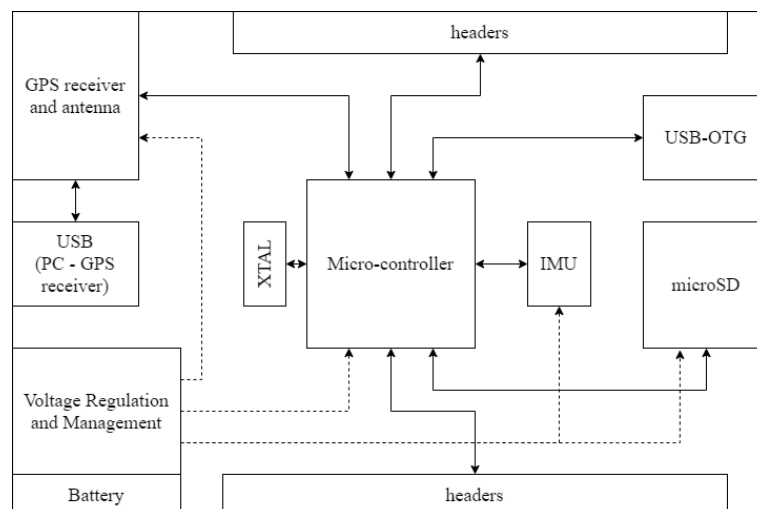 headers
GPS receiver
and antenna
USB-OTG
USB
(PC - GPS
receiver)
XTAL
Micro-controller
IMU
microSD
Voltage Regulation
and Management
Battery
headers